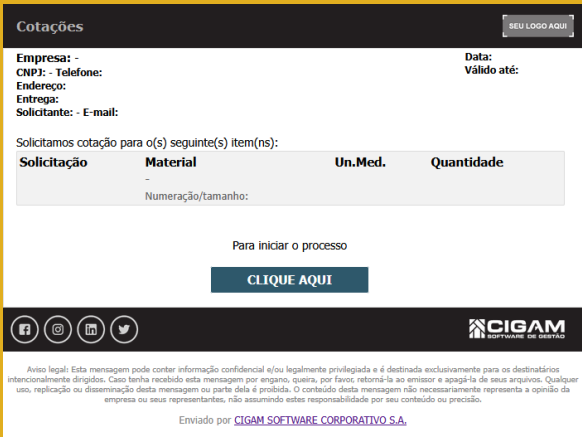 Cotações
SEU LOGO AQUI
Empresa: -
Data:
CNPJ: - Telefone:
Válido até:
Endereço:
Entrega:
Solicitante: - E-mail:
Solicitamos cotação para o(s) seguinte(s) item(ns):
Solicitação Material Un.Med. Quantidade
-
Numeração/tamanho:
Para iniciar o processo
CLIQUE AQUI
CIGAM
SOFTWARE DE GESTÃO
Aviso legal: Esta mensagem pode conter informação confidencial e/ou legalmente privilegiada e é destinada exclusivamente para os destinatários
intencionalmente dirigidos. Caso tenha recebido esta mensagem por engano, queira, por favor, retorná-la ao emissor e apagá-la de seus arquivos. Qualquer
uso, replicação ou disseminação desta mensagem ou parte dela é proibida. O conteúdo desta mensagem não necessariamente representa a opinião da
empresa ou seus representantes, não assumindo estes responsabilidade por seu conteúdo ou precisão.
Enviado por CIGAM SOFTWARE CORPORATIVO S.A.